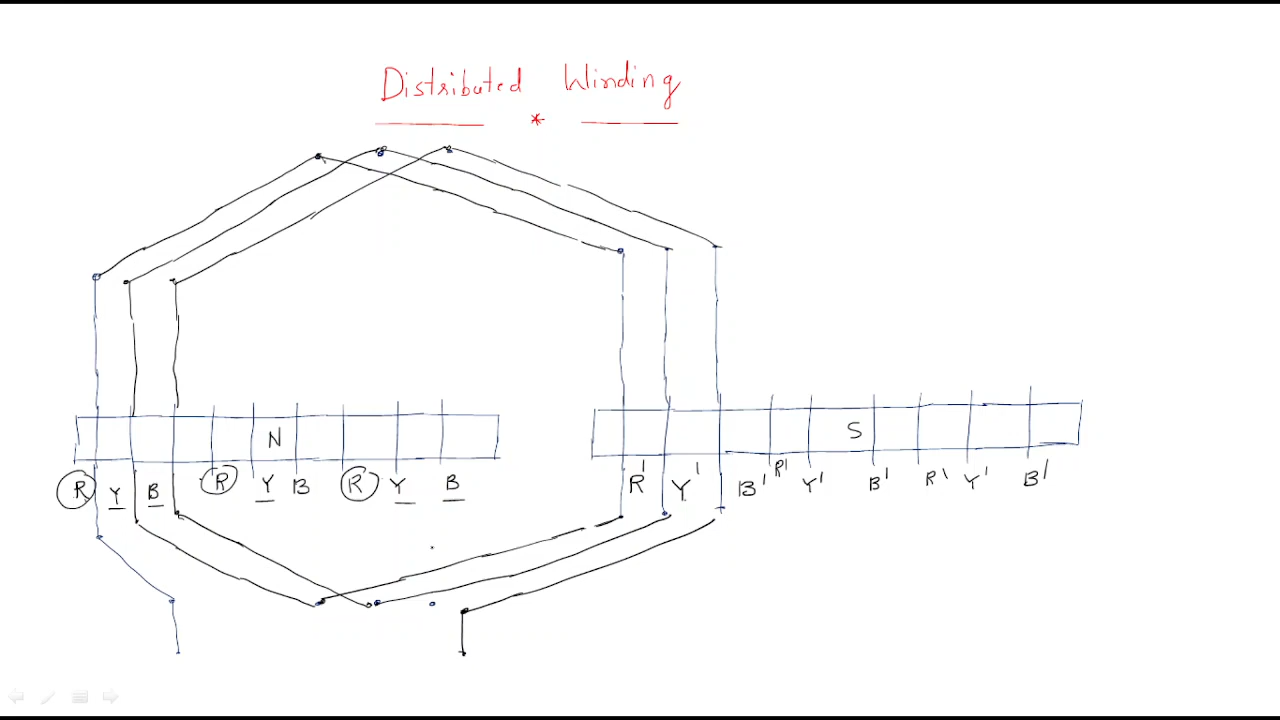 Distributed Winding
*
N S
R Y B R Y B R Y B R' Y' B' R' Y' B' R' Y' B'